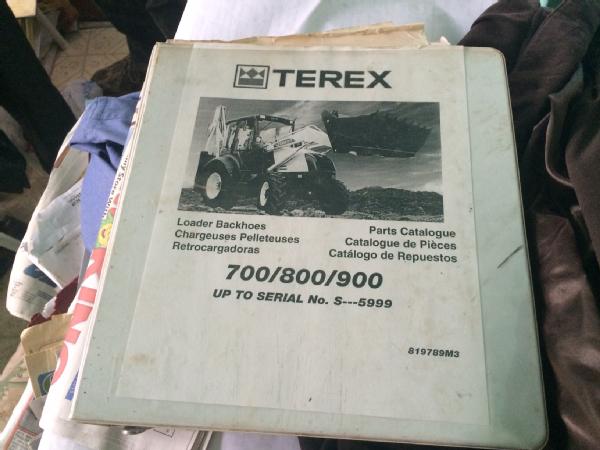 TEREX
Loader Backhoes
Chargeuses Pelleteuses
Retrocargadoras
Parts Catalogue
Catalogue de Pièces
Catálogo de Repuestos
700/800/900
UP TO SERIAL No. S---5999
819789M3
KING